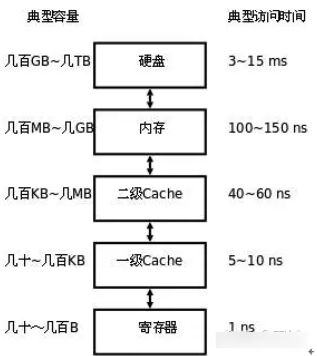 典型容量 典型访问时间
几百GB~几TB 硬盘 3~15 ms
几百MB~几GB 内存 100~150 ns
几百KB~几MB 二级Cache 40~60 ns
几十~几百KB 一级Cache 5~10 ns
几十~几百B 寄存器 1 ns